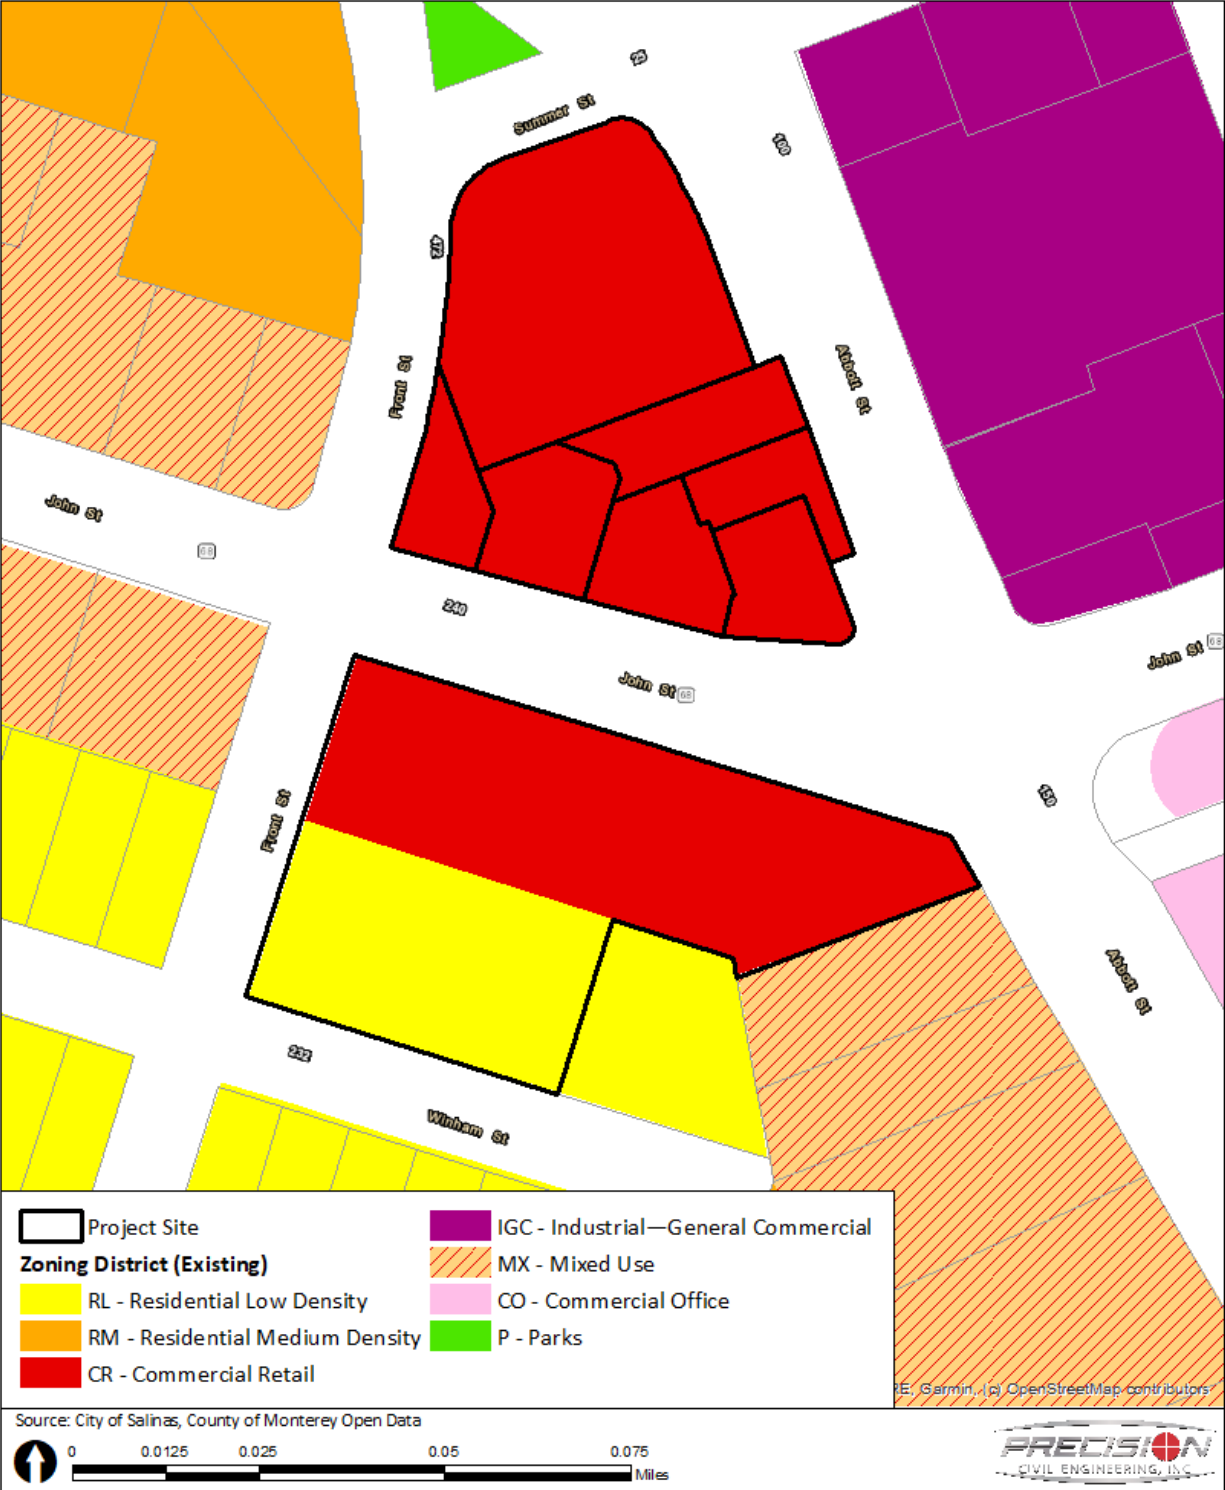 25
Summer St
100
472
Front St
Abbott St
John St
68
240
John St 68
John St 68
150
Front St
Abbott St
232
Winham St
Project Site
Zoning District (Existing)
RL - Residential Low Density
RM - Residential Medium Density
CR - Commercial Retail
IGC - Industrial—General Commercial
MX - Mixed Use
CO - Commercial Office
P - Parks
RE, Garmin, (c) OpenStreetMap contributors
Source: City of Salinas, County of Monterey Open Data
0 0.0125 0.025 0.05 0.075
Miles
PRECISION
CIVIL ENGINEERING, INC